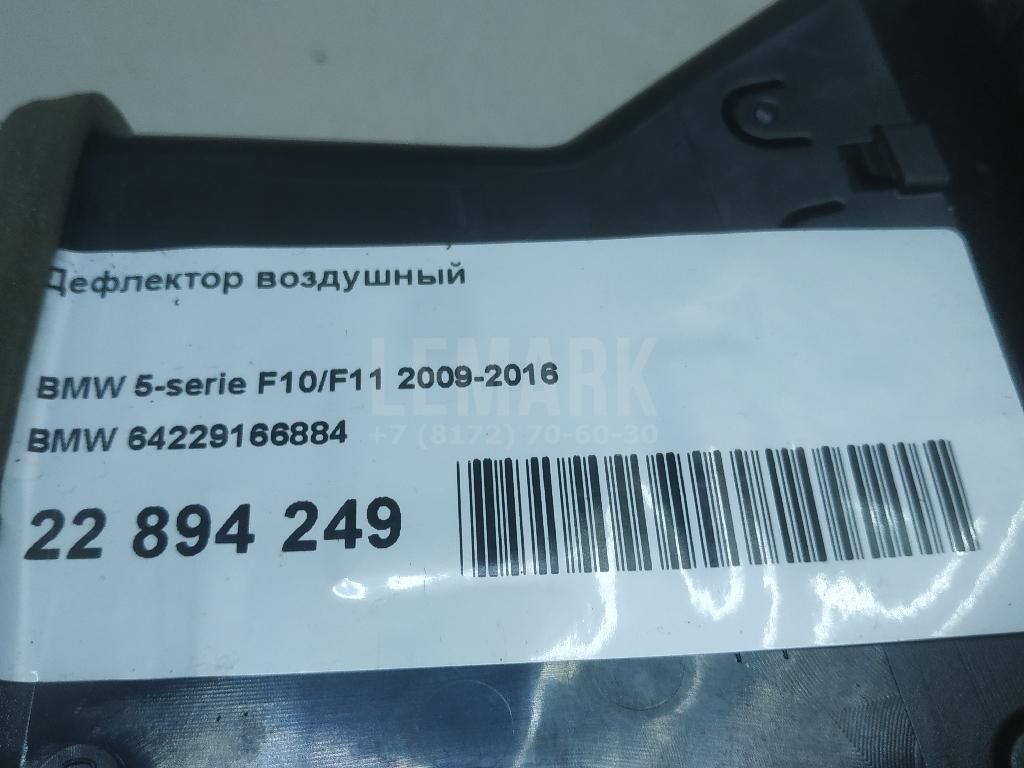 Дефлектор воздушный
LEMARK
BMW 5-serie F10/F11 2009-2016
+7 (8172) 70-60-30
BMW 64229166884
22 894 249